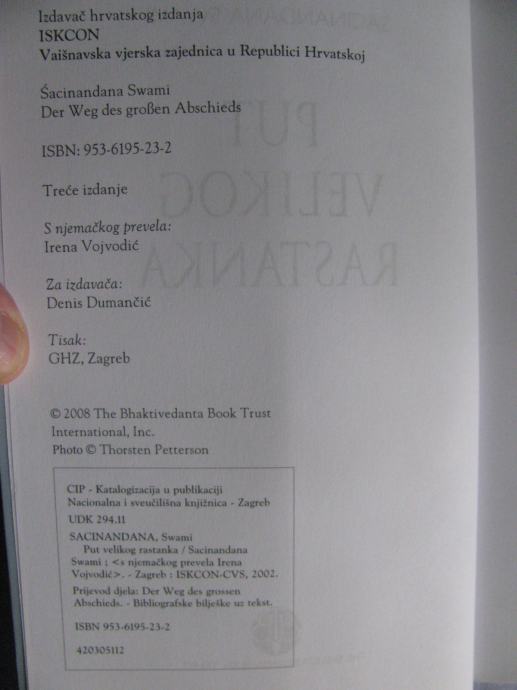 Izdavač hrvatskog izdanja
ISKCON
Vaišnavska vjerska zajednica u Republici Hrvatskoj
Śacinandana Swami
Der Weg des großen Abschieds
ISBN: 953-6195-23-2
Treće izdanje
S njemačkog prevela:
Irena Vojvodić
Za izdavača:
Denis Dumančić
Tisak:
GHZ, Zagreb
© 2008 The Bhaktivedanta Book Trust
International, Inc.
Photo © Thorsten Petterson
CIP - Katalogizacija u publikaciji
Nacionalna i sveučilišna knjižnica - Zagreb
UDK 294.11
SACINANDANA, Swami
Put velikog rastanka / Sacinandana
Swami ; <s njemačkog prevela Irena
Vojvodić>. - Zagreb : ISKCON-CVS, 2002.
Prijevod djela: Der Weg des grossen
Abschieds. - Bibliografske bilješke uz tekst.
ISBN 953-6195-23-2
420305112
PUT
VELIKOG
RASTANKA